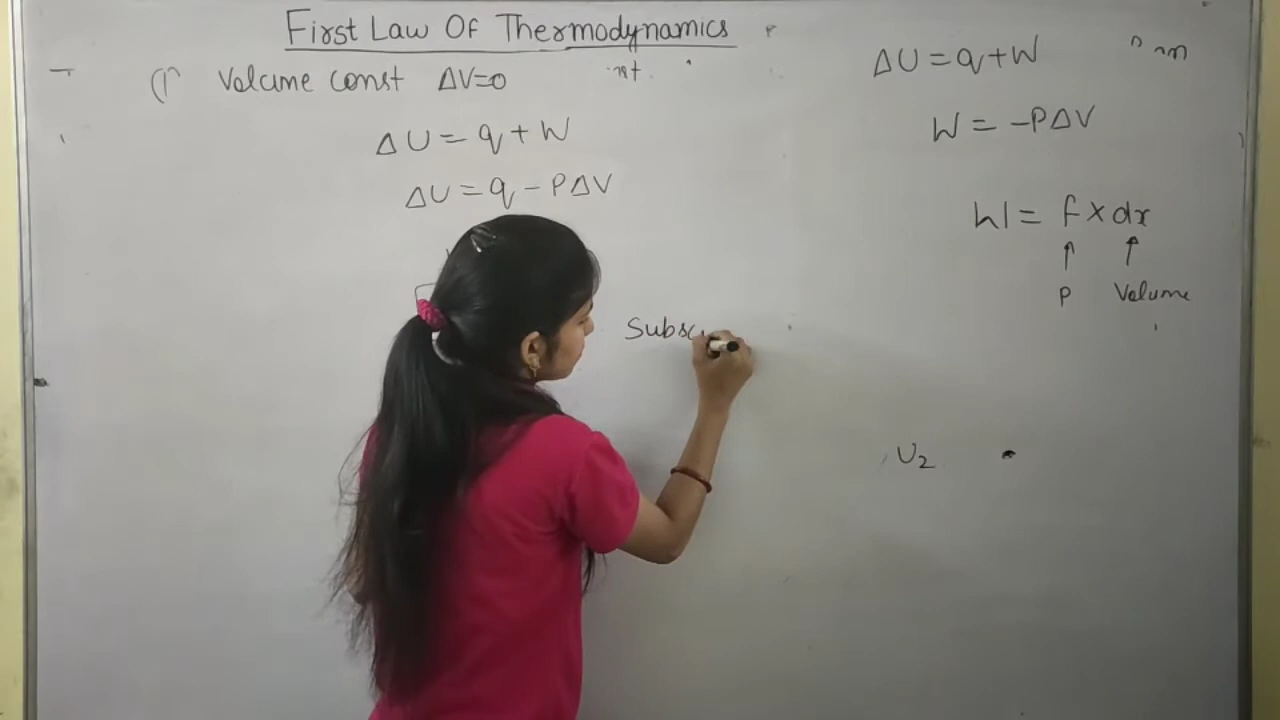 First Law Of Thermodynamics
(1 Volume const ΔV=0
ΔU = q + W
ΔU = q - PΔV
Subsc
ΔU = q + W
W = -PΔV
W = f × dx
↑ ↑
P Volume
U₂